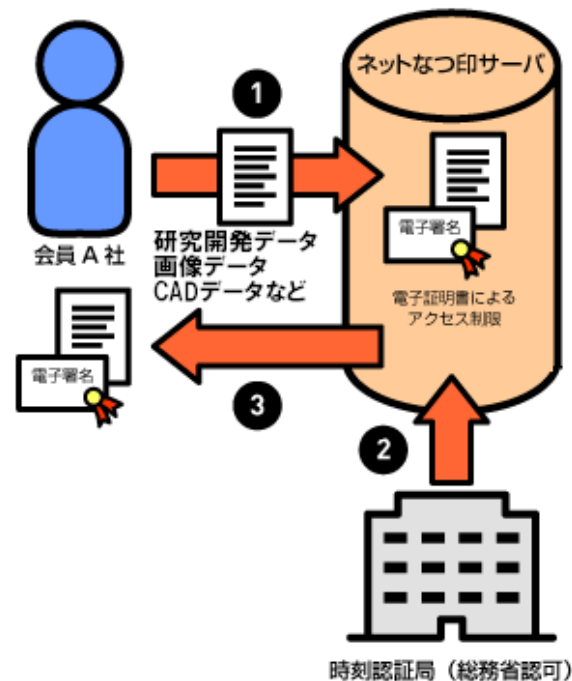 ネットなつ印サーバ
1
電子署名
会員 A 社
研究開発データ
画像データ
CADデータなど
電子証明書による
アクセス制限
電子署名
3
2
時刻認証局（総務省認可）